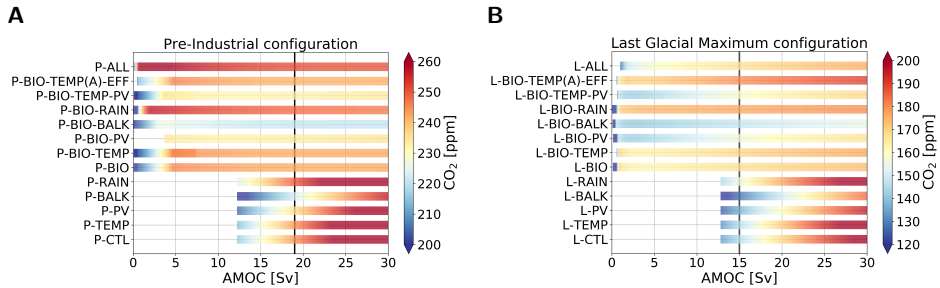 A
Pre-Industrial configuration
P-ALL
P-BIO-TEMP(A)-EFF
P-BIO-TEMP-PV
P-BIO-RAIN
P-BIO-BALK
P-BIO-PV
P-BIO-TEMP
P-BIO
P-RAIN
P-BALK
P-PV
P-TEMP
P-CTL
0 5 10 15 20 25 30
AMOC [Sv]
260
250
240
230
220
210
200
CO2 [ppm]
B
Last Glacial Maximum configuration
L-ALL
L-BIO-TEMP(A)-EFF
L-BIO-TEMP-PV
L-BIO-RAIN
L-BIO-BALK
L-BIO-PV
L-BIO-TEMP
L-BIO
L-RAIN
L-BALK
L-PV
L-TEMP
L-CTL
0 5 10 15 20 25 30
AMOC [Sv]
200
190
180
170
160
150
140
130
120
CO2 [ppm]